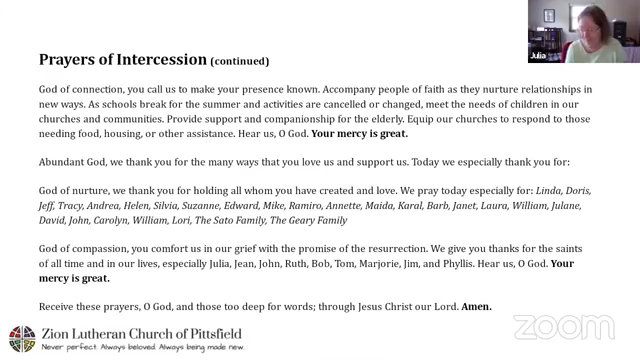 Prayers of Intercession (continued)
God of connection, you call us to make your presence known. Accompany people of faith as they nurture relationships in
new ways. As schools break for the summer and activities are cancelled or changed, meet the needs of children in our
churches and communities. Provide support and companionship for the elderly. Equip our churches to respond to those
needing food, housing, or other assistance. Hear us, O God. Your mercy is great.
Abundant God, we thank you for the many ways that you love us and support us. Today we especially thank you for:
God of nurture, we thank you for holding all whom you have created and love. We pray today especially for: Linda, Doris,
Jeff, Tracy, Andrea, Helen, Silvia, Suzanne, Edward, Mike, Ramiro, Annette, Maida, Karal, Barb, Janet, Laura, William, Julane,
David, John, Carolyn, William, Lori, The Sato Family, The Geary Family
God of compassion, you comfort us in our grief with the promise of the resurrection. We give you thanks for the saints
of all time and in our lives, especially Julia, Jean, John, Ruth, Bob, Tom, Marjorie, Jim, and Phyllis. Hear us, O God. Your
mercy is great.
Receive these prayers, O God, and those too deep for words; through Jesus Christ our Lord. Amen.
Zion Lutheran Church of Pittsfield
Never perfect. Always beloved. Always being made new.
Julia
zoom